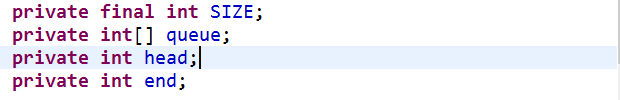 private final int SIZE;
private int[] queue;
private int head;
private int end;